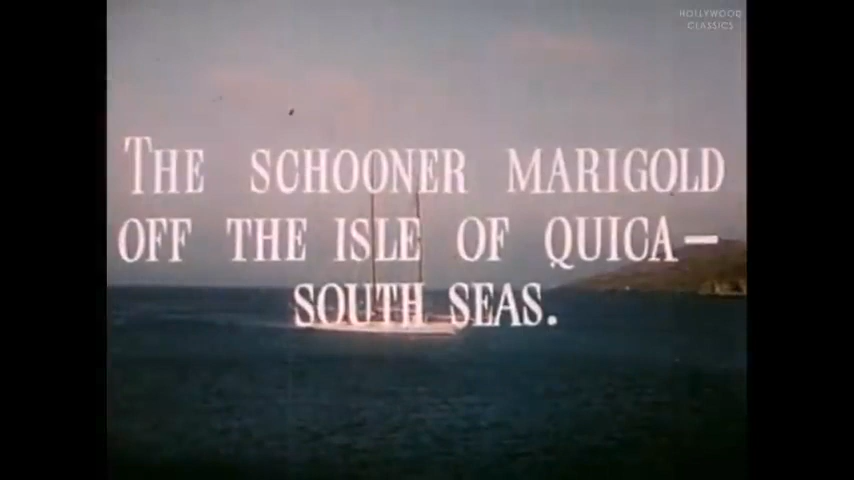 HOLLYWOOD
CLASSICS
THE SCHOONER MARIGOLD
OFF THE ISLE OF QUICA—
SOUTH SEAS.